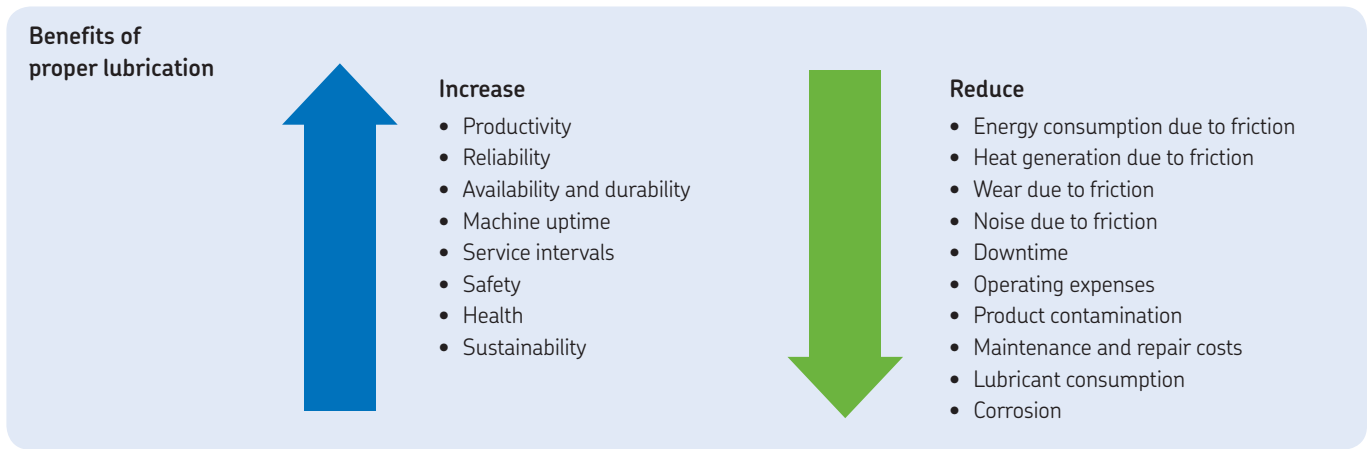 Benefits of
proper lubrication
Increase
• Productivity
• Reliability
• Availability and durability
• Machine uptime
• Service intervals
• Safety
• Health
• Sustainability
Reduce
• Energy consumption due to friction
• Heat generation due to friction
• Wear due to friction
• Noise due to friction
• Downtime
• Operating expenses
• Product contamination
• Maintenance and repair costs
• Lubricant consumption
• Corrosion